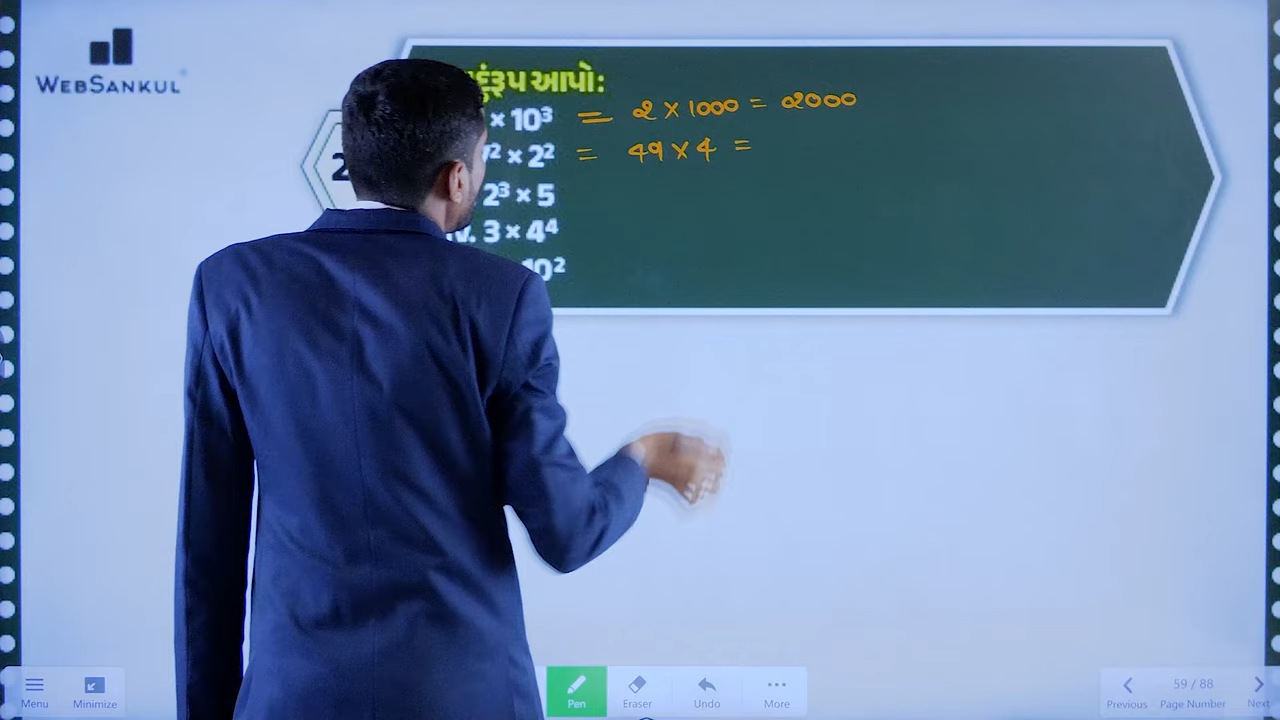 WEBSANKUL
આપો:
× 10³ = 2 × 1000 = 2000
² × 2² = 49 × 4 =
2³ × 5
3 × 4⁴
10²
Menu Minimize Pen Eraser Undo More Previous 59 / 88 Page Number Next